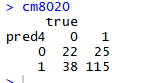 > cm8020
true
pred4 0 1
0 22 25
1 38 115
>